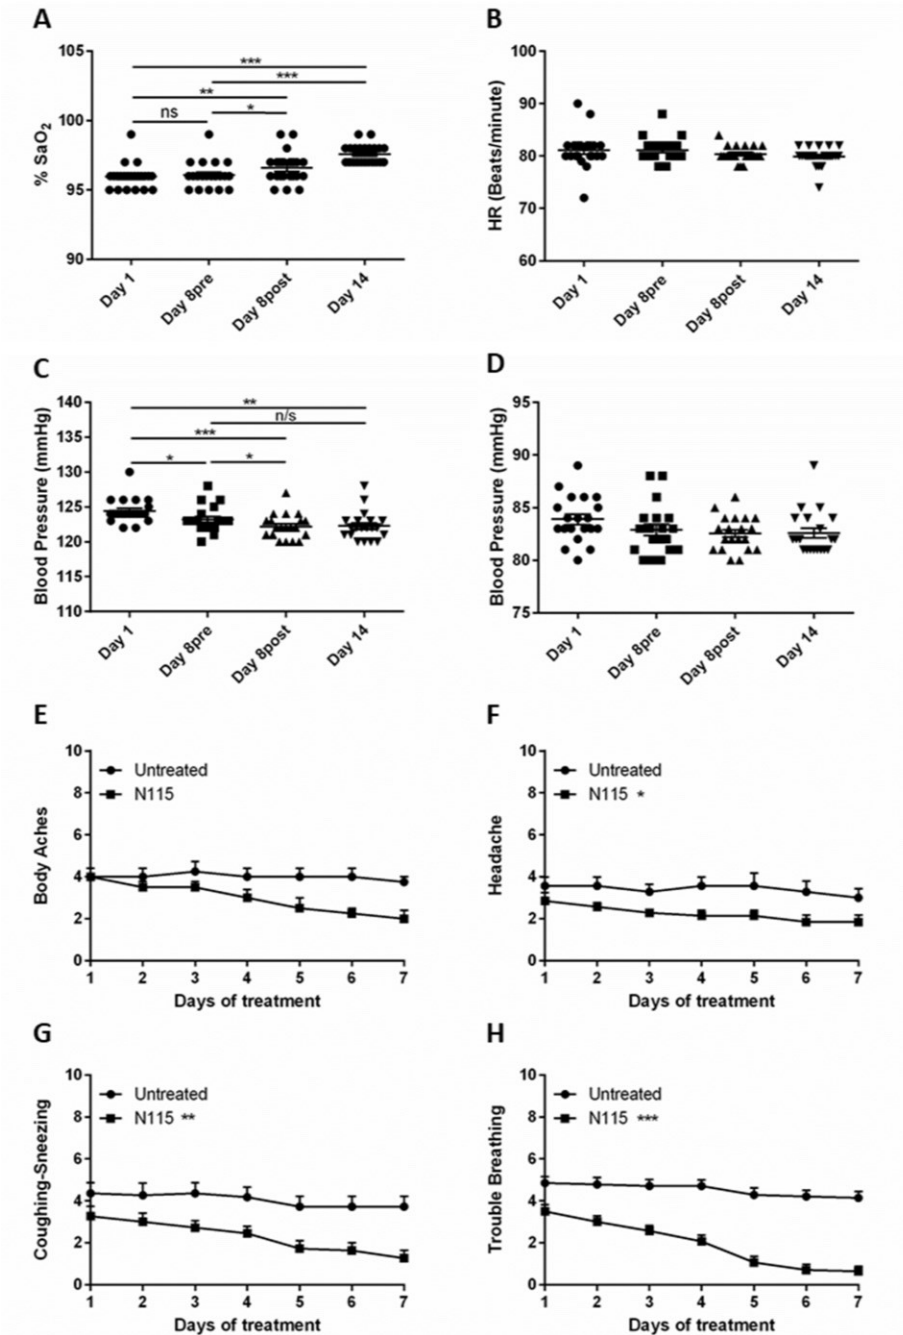 A
% SaO2
105
100
95
90
***
***
**
ns
*
Day 1
Day 8pre
Day 8post
Day 14
B
HR (Beats/minute)
100
90
80
70
60
Day 1
Day 8pre
Day 8post
Day 14
C
Blood Pressure (mmHg)
140
135
130
125
120
115
110
**
n/s
***
*
*
Day 1
Day 8pre
Day 8post
Day 14
D
Blood Pressure (mmHg)
95
90
85
80
75
Day 1
Day 8pre
Day 8post
Day 14
E
Body Aches
10
8
6
4
2
0
Untreated
N115
1 2 3 4 5 6 7
Days of treatment
F
Headache
10
8
6
4
2
0
Untreated
N115 *
1 2 3 4 5 6 7
Days of treatment
G
Coughing-Sneezing
10
8
6
4
2
0
Untreated
N115 **
1 2 3 4 5 6 7
Days of treatment
H
Trouble Breathing
10
8
6
4
2
0
Untreated
N115 ***
1 2 3 4 5 6 7
Days of treatment